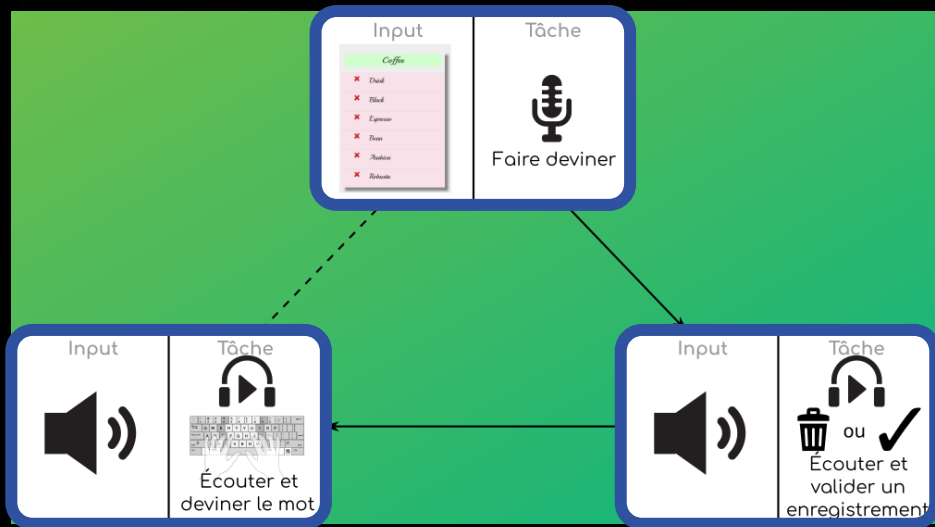 Input
Tâche
Coffee
Drink
Black
Espresso
Bean
Arabica
Robusta
Faire deviner
Input
Tâche
Écouter et
deviner le mot
Input
Tâche
ou
Écouter et
valider un
enregistrement